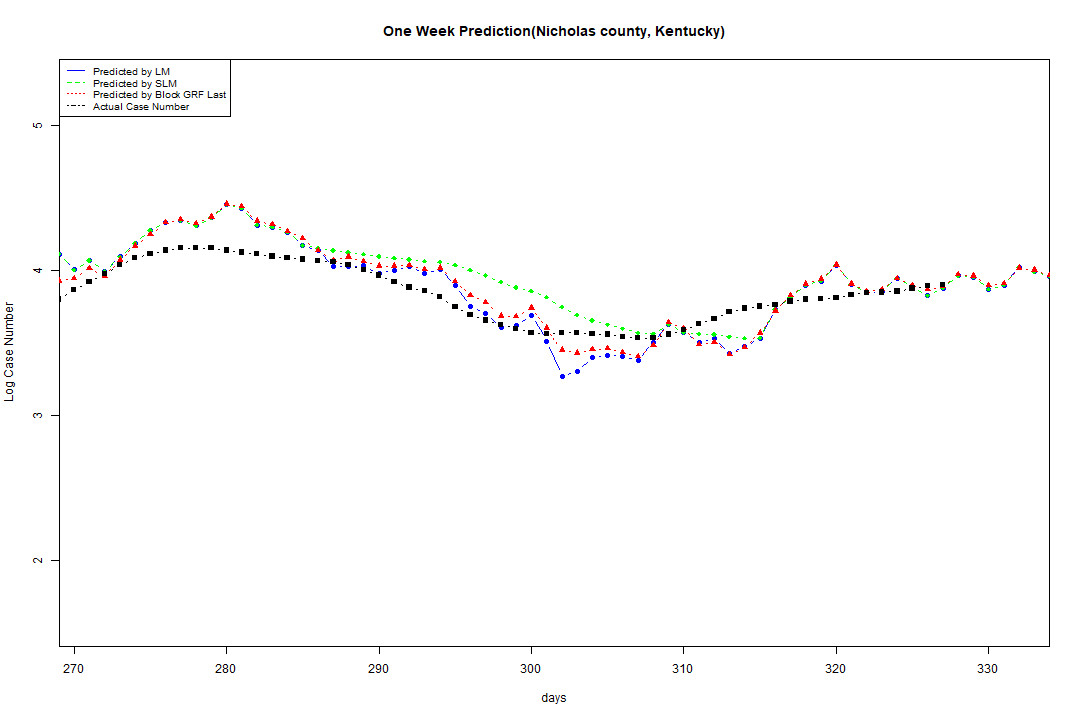 One Week Prediction(Nicholas county, Kentucky)
Predicted by LM
Predicted by SLM
Predicted by Block GRF Last
Actual Case Number
5
4
3
2
Log Case Number
270 280 290 300 310 320 330
days